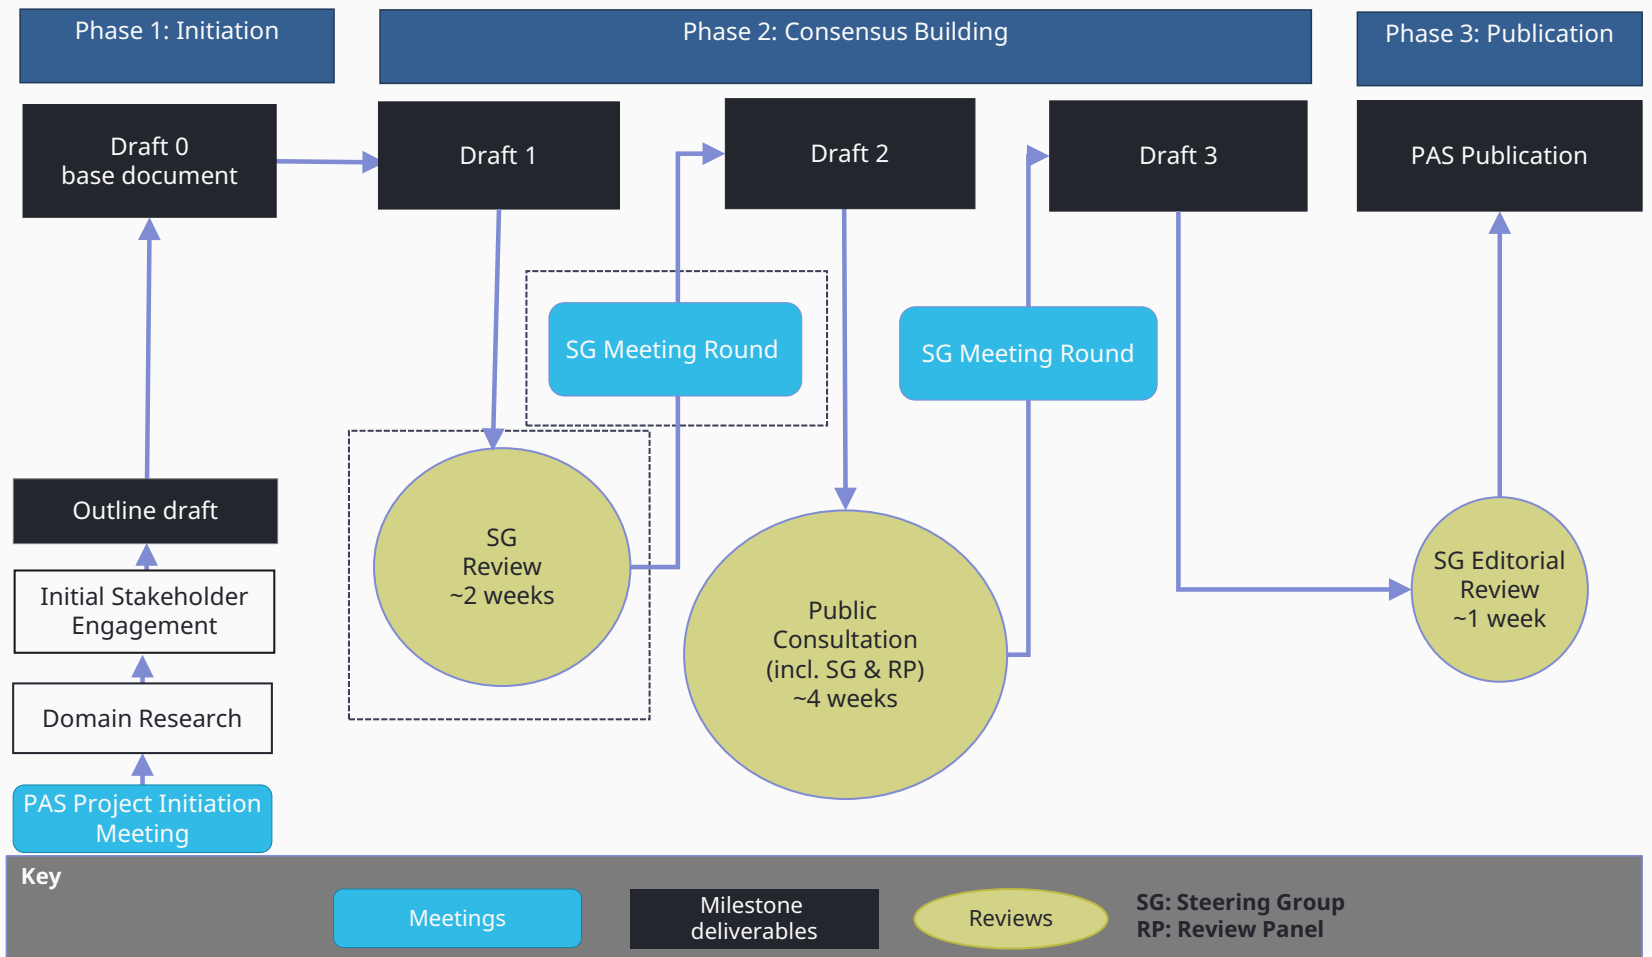 Phase 1: Initiation
Phase 2: Consensus Building
Phase 3: Publication
Draft 0
base document
Draft 1
Draft 2
Draft 3
PAS Publication
SG Meeting Round
SG Meeting Round
Outline draft
Initial Stakeholder
Engagement
Domain Research
PAS Project Initiation
Meeting
SG
Review
~2 weeks
Public
Consultation
(incl. SG & RP)
~4 weeks
SG Editorial
Review
~1 week
Key
Meetings
Milestone
deliverables
Reviews
SG: Steering Group
RP: Review Panel